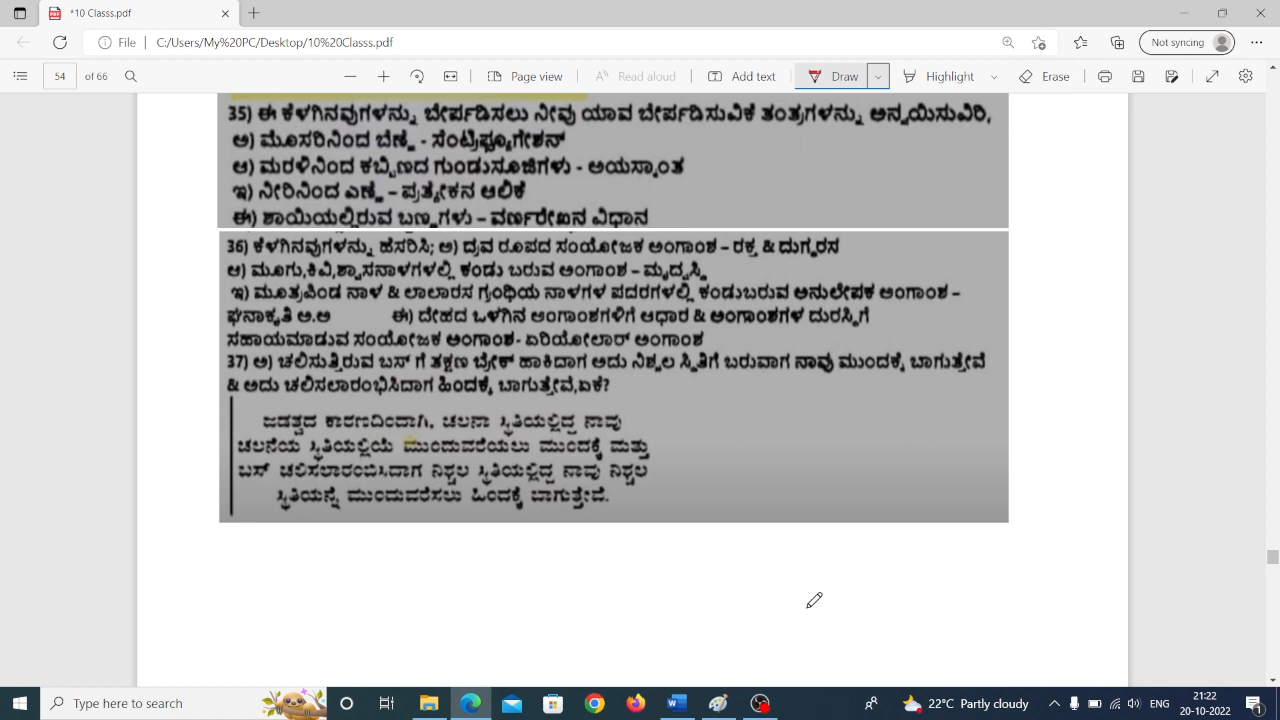 *10 Classs.pdf
File C:/Users/My%20PC/Desktop/10%20Classs.pdf Not syncing
54 of 66 Page view Read aloud Add text Draw Highlight Erase
35) ಈ ಕೆಳಗಿನವುಗಳನ್ನು ಬೇರ್ಪಡಿಸಲು ನೀವು ಯಾವ ಬೇರ್ಪಡಿಸುವಿಕೆ ತಂತ್ರಗಳನ್ನು ಅನ್ವಯಿಸುವಿರಿ,
ಅ) ಮೊಸರಿನಿಂದ ಬೆಣ್ಣೆ - ಸೆಂಟ್ರಿಫ್ಯೂಗೇಶನ್
ಆ) ಮರಳಿನಿಂದ ಕಬ್ಬಿಣದ ಗುಂಡುಸೂಜಿಗಳು - ಅಯಸ್ಕಾಂತ
ಇ) ನೀರಿನಿಂದ ಎಣ್ಣೆ – ಪ್ರತ್ಯೇಕನ ಆಲಿಕೆ
ಈ) ಶಾಯಿಯಲ್ಲಿರುವ ಬಣ್ಣಗಳು – ವರ್ಣರೇಖನ ವಿಧಾನ
36) ಕೆಳಗಿನವುಗಳನ್ನು ಹೆಸರಿಸಿ; ಅ) ದ್ರವ ರೂಪದ ಸಂಯೋಜಕ ಅಂಗಾಂಶ – ರಕ್ತ & ದುಗ್ಧರಸ
ಆ) ಮೂಗು,ಕಿವಿ,ಶ್ವಾಸನಾಳಗಳಲ್ಲಿ ಕಂಡು ಬರುವ ಅಂಗಾಂಶ – ಮೃದ್ವಸ್ಥಿ
ಇ) ಮೂತ್ರಪಿಂಡ ನಾಳ & ಲಾಲಾರಸ ಗ್ರಂಥಿಯ ನಾಳಗಳ ಪದರಗಳಲ್ಲಿ ಕಂಡುಬರುವ ಅನುಲೇಪಕ ಅಂಗಾಂಶ –
ಘನಾಕೃತಿ ಅ.ಅ ಈ) ದೇಹದ ಒಳಗಿನ ಅಂಗಾಂಶಗಳಿಗೆ ಆಧಾರ & ಅಂಗಾಂಶಗಳ ದುರಸ್ತಿಗೆ
ಸಹಾಯಮಾಡುವ ಸಂಯೋಜಕ ಅಂಗಾಂಶ- ಏರಿಯೋಲಾರ್ ಅಂಗಾಂಶ
37) ಅ) ಚಲಿಸುತ್ತಿರುವ ಬಸ್ ಗೆ ತಕ್ಷಣ ಬ್ರೇಕ್ ಹಾಕಿದಾಗ ಅದು ನಿಶ್ಚಲ ಸ್ಥಿತಿಗೆ ಬರುವಾಗ ನಾವು ಮುಂದಕ್ಕೆ ಬಾಗುತ್ತೇವೆ
& ಅದು ಚಲಿಸಲಾರಂಭಿಸಿದಾಗ ಹಿಂದಕ್ಕೆ ಬಾಗುತ್ತೇವೆ,ಏಕೆ?
ಜಡತ್ವದ ಕಾರಣದಿಂದಾಗಿ, ಚಲನಾ ಸ್ಥಿತಿಯಲ್ಲಿದ್ದ ನಾವು
ಚಲನೆಯ ಸ್ಥಿತಿಯಲ್ಲಿಯೆ ಮುಂದುವರೆಯಲು ಮುಂದಕ್ಕೆ ಮತ್ತು
ಬಸ್ ಚಲಿಸಲಾರಂಭಿಸಿದಾಗ ನಿಶ್ಚಲ ಸ್ಥಿತಿಯಲ್ಲಿದ್ದ ನಾವು ನಿಶ್ಚಲ
ಸ್ಥಿತಿಯನ್ನೆ ಮುಂದುವರೆಸಲು ಹಿಂದಕ್ಕೆ ಬಾಗುತ್ತೇವೆ.
Type here to search 22°C Partly cloudy ENG 21:22
20-10-2022